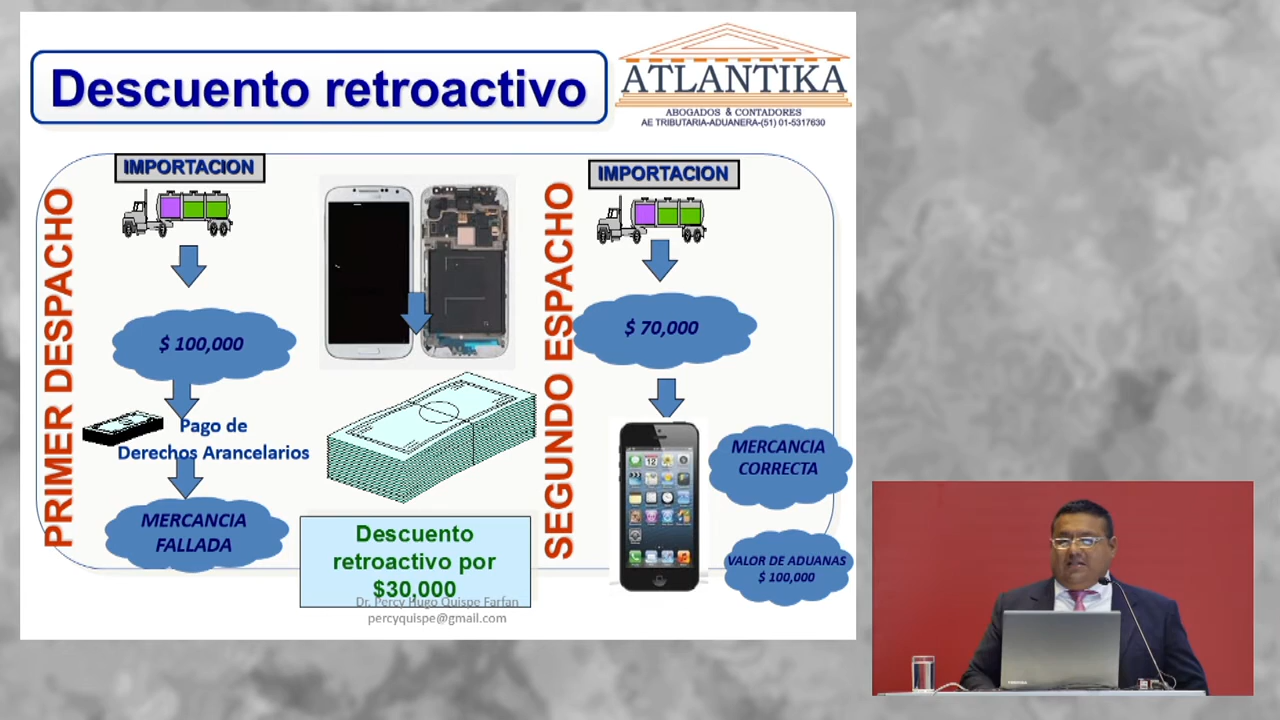 Descuento retroactivo
ATLANTIKA
ABOGADOS & CONTADORES
AE TRIBUTARIA-ADUANERA-(51) 01-5317630
PRIMER DESPACHO
IMPORTACION
$ 100,000
Pago de
Derechos Arancelarios
MERCANCIA
FALLADA
Descuento
retroactivo por
$30,000
Dr. Percy Hugo Quispe Farfan
percyquispe@gmail.com
SEGUNDO ESPACHO
IMPORTACION
$ 70,000
MERCANCIA
CORRECTA
VALOR DE ADUANAS
$ 100,000